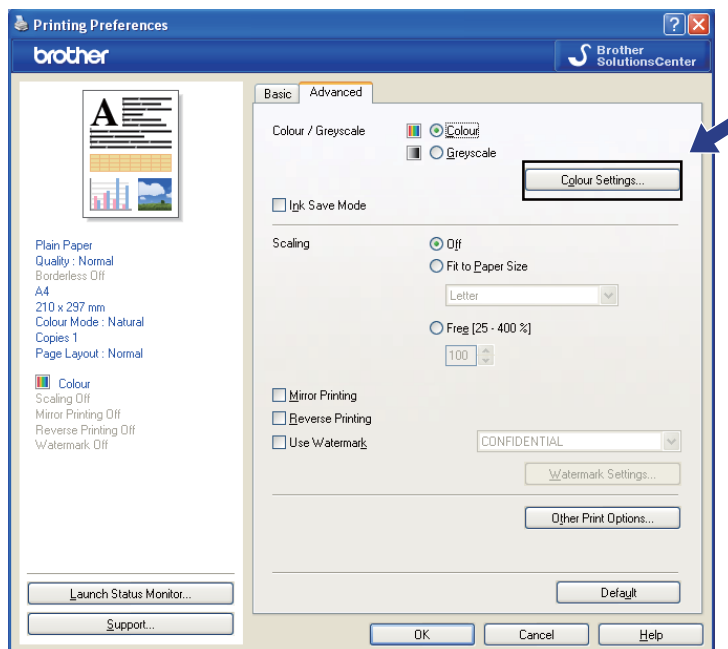 Printing Preferences
brother
Brother
SolutionsCenter
A
Plain Paper
Quality : Normal
Borderless Off
A4
210 x 297 mm
Colour Mode : Natural
Copies 1
Page Layout : Normal
Colour
Scaling Off
Mirror Printing Off
Reverse Printing Off
Watermark Off
Launch Status Monitor...
Support...
Basic
Advanced
Colour / Greyscale
Colour
Greyscale
Colour Settings...
Ink Save Mode
Scaling
Off
Fit to Paper Size
Letter
Free [25 - 400 %]
100
Mirror Printing
Reverse Printing
Use Watermark
CONFIDENTIAL
Watermark Settings...
Other Print Options...
Default
OK
Cancel
Help